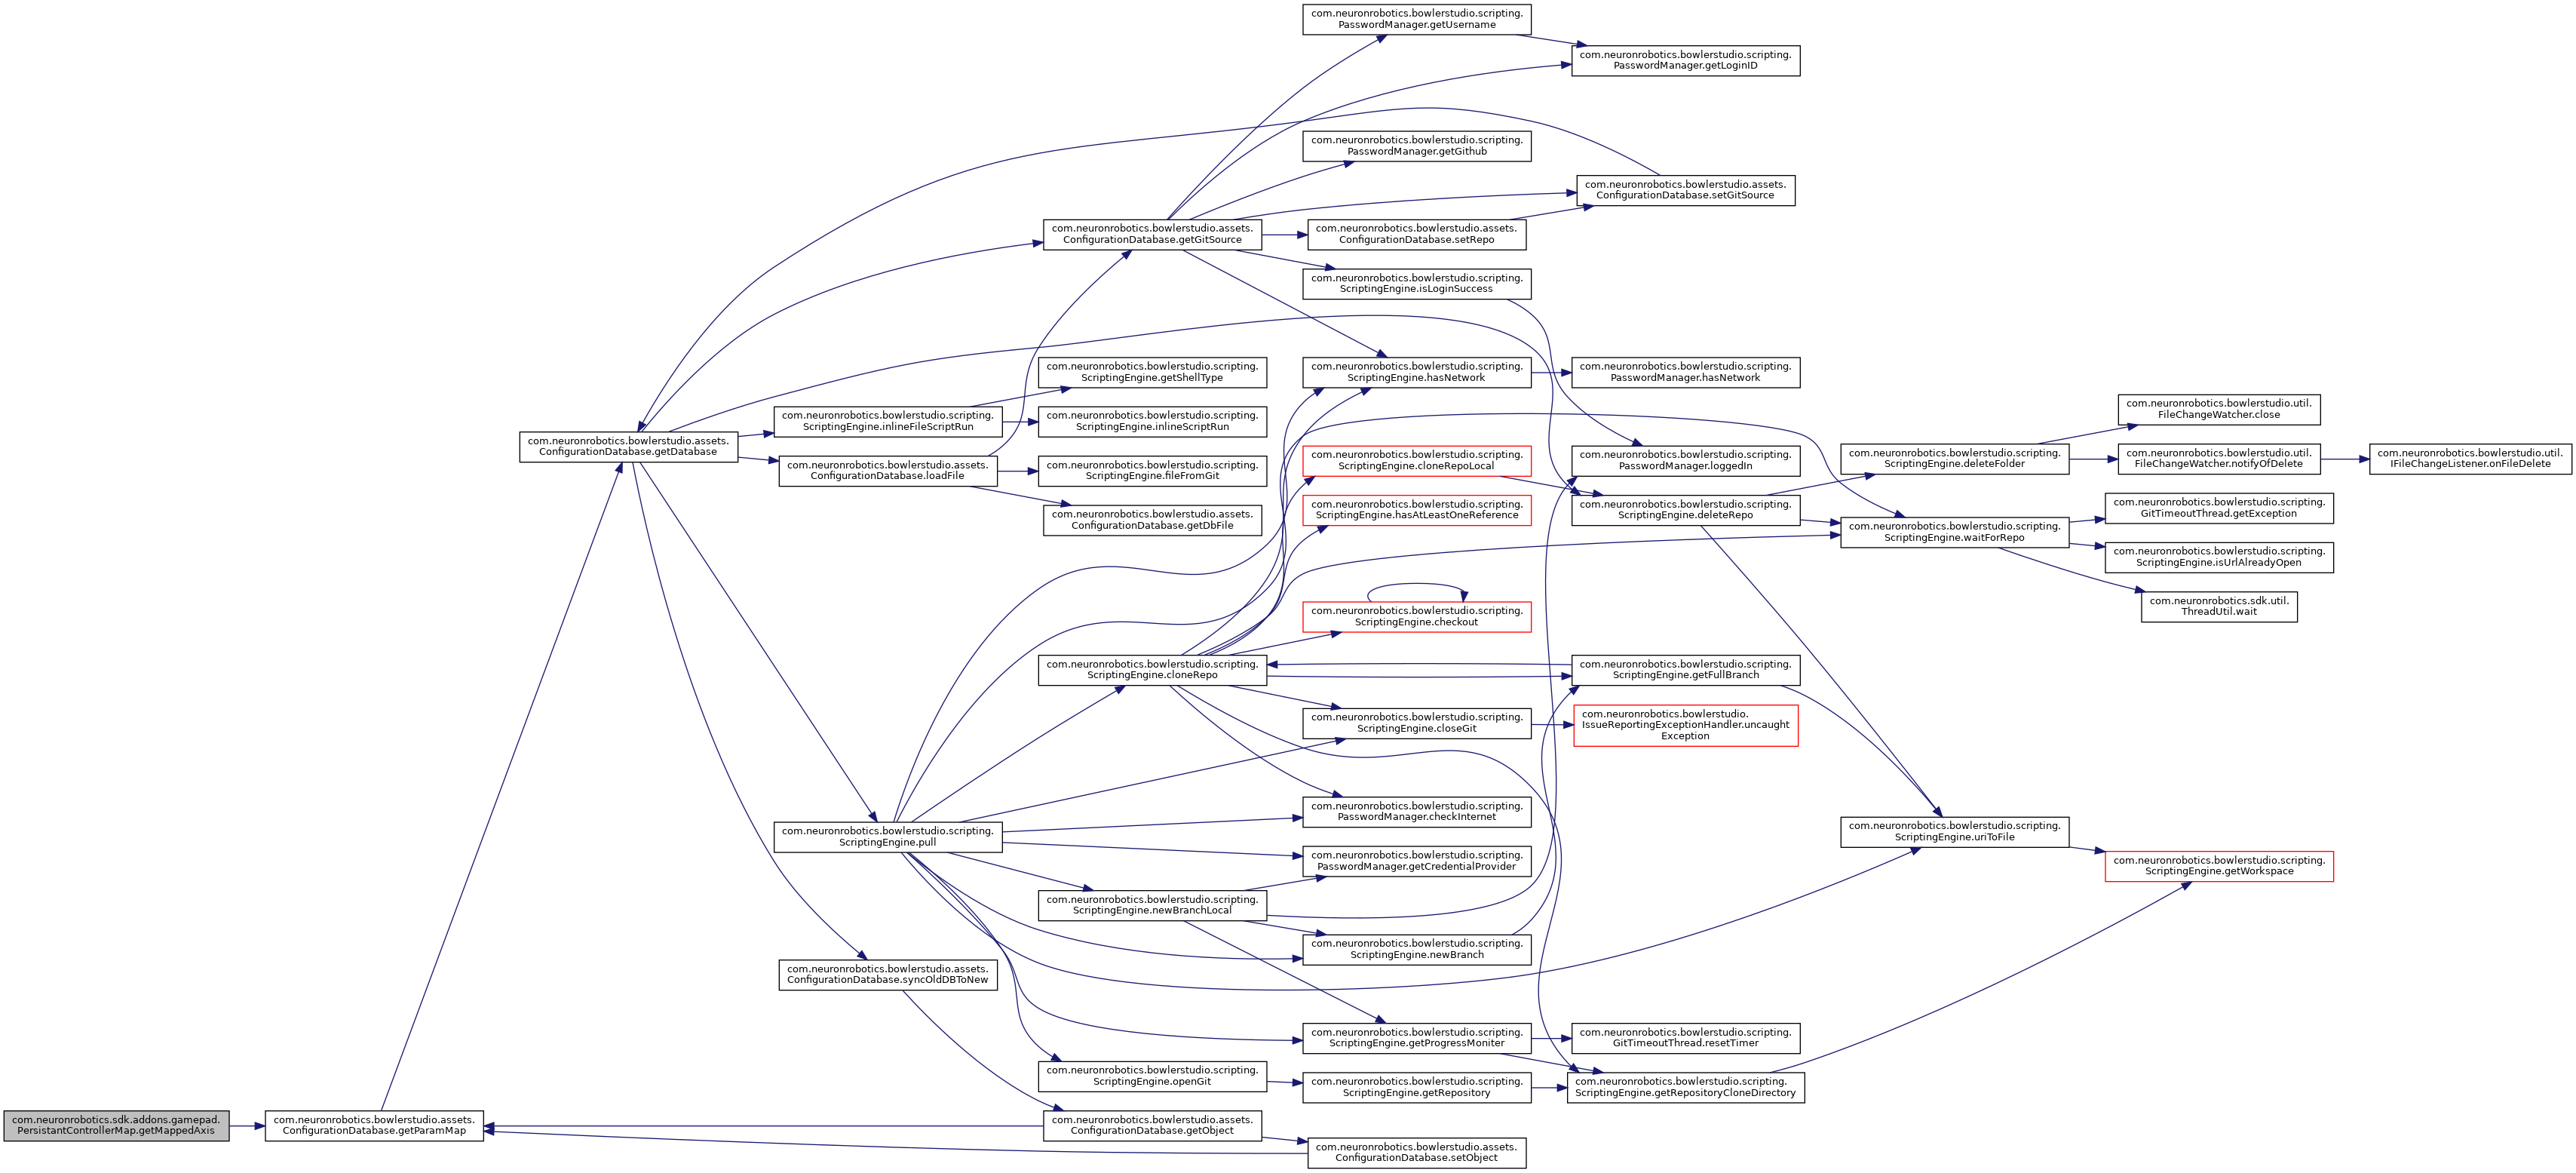 com.neuronrobotics.sdk.addons.gamepad.
PersistantControllerMap.getMappedAxis
com.neuronrobotics.bowlerstudio.assets.
ConfigurationDatabase.getParamMap
com.neuronrobotics.bowlerstudio.assets.
ConfigurationDatabase.getDatabase
com.neuronrobotics.bowlerstudio.scripting.
ScriptingEngine.inlineFileScriptRun
com.neuronrobotics.bowlerstudio.assets.
ConfigurationDatabase.loadFile
com.neuronrobotics.bowlerstudio.scripting.
ScriptingEngine.pull
com.neuronrobotics.bowlerstudio.assets.
ConfigurationDatabase.syncOldDBToNew
com.neuronrobotics.bowlerstudio.assets.
ConfigurationDatabase.getGitSource
com.neuronrobotics.bowlerstudio.scripting.
ScriptingEngine.getShellType
com.neuronrobotics.bowlerstudio.scripting.
ScriptingEngine.inlineScriptRun
com.neuronrobotics.bowlerstudio.scripting.
ScriptingEngine.fileFromGit
com.neuronrobotics.bowlerstudio.assets.
ConfigurationDatabase.getDbFile
com.neuronrobotics.bowlerstudio.scripting.
ScriptingEngine.cloneRepo
com.neuronrobotics.bowlerstudio.scripting.
ScriptingEngine.newBranchLocal
com.neuronrobotics.bowlerstudio.scripting.
ScriptingEngine.openGit
com.neuronrobotics.bowlerstudio.assets.
ConfigurationDatabase.getObject
com.neuronrobotics.bowlerstudio.scripting.
PasswordManager.getUsername
com.neuronrobotics.bowlerstudio.scripting.
PasswordManager.getGithub
com.neuronrobotics.bowlerstudio.assets.
ConfigurationDatabase.setRepo
com.neuronrobotics.bowlerstudio.scripting.
ScriptingEngine.isLoginSuccess
com.neuronrobotics.bowlerstudio.scripting.
ScriptingEngine.hasNetwork
com.neuronrobotics.bowlerstudio.scripting.
ScriptingEngine.cloneRepoLocal
com.neuronrobotics.bowlerstudio.scripting.
ScriptingEngine.hasAtLeastOneReference
com.neuronrobotics.bowlerstudio.scripting.
ScriptingEngine.checkout
com.neuronrobotics.bowlerstudio.scripting.
ScriptingEngine.closeGit
com.neuronrobotics.bowlerstudio.scripting.
PasswordManager.checkInternet
com.neuronrobotics.bowlerstudio.scripting.
PasswordManager.getCredentialProvider
com.neuronrobotics.bowlerstudio.scripting.
ScriptingEngine.newBranch
com.neuronrobotics.bowlerstudio.scripting.
ScriptingEngine.getProgressMoniter
com.neuronrobotics.bowlerstudio.scripting.
ScriptingEngine.getRepository
com.neuronrobotics.bowlerstudio.assets.
ConfigurationDatabase.setObject
com.neuronrobotics.bowlerstudio.scripting.
PasswordManager.getLoginID
com.neuronrobotics.bowlerstudio.assets.
ConfigurationDatabase.setGitSource
com.neuronrobotics.bowlerstudio.scripting.
PasswordManager.hasNetwork
com.neuronrobotics.bowlerstudio.scripting.
PasswordManager.loggedIn
com.neuronrobotics.bowlerstudio.scripting.
ScriptingEngine.deleteRepo
com.neuronrobotics.bowlerstudio.scripting.
ScriptingEngine.getFullBranch
com.neuronrobotics.bowlerstudio.
IssueReportingExceptionHandler.uncaught
Exception
com.neuronrobotics.bowlerstudio.scripting.
GitTimeoutThread.resetTimer
com.neuronrobotics.bowlerstudio.scripting.
ScriptingEngine.getRepositoryCloneDirectory
com.neuronrobotics.bowlerstudio.scripting.
ScriptingEngine.deleteFolder
com.neuronrobotics.bowlerstudio.scripting.
ScriptingEngine.waitForRepo
com.neuronrobotics.bowlerstudio.scripting.
ScriptingEngine.uriToFile
com.neuronrobotics.bowlerstudio.util.
FileChangeWatcher.close
com.neuronrobotics.bowlerstudio.util.
FileChangeWatcher.notifyOfDelete
com.neuronrobotics.bowlerstudio.scripting.
GitTimeoutThread.getException
com.neuronrobotics.bowlerstudio.scripting.
ScriptingEngine.isUrlAlreadyOpen
com.neuronrobotics.sdk.util.
ThreadUtil.wait
com.neuronrobotics.bowlerstudio.scripting.
ScriptingEngine.getWorkspace
com.neuronrobotics.bowlerstudio.util.
IFileChangeListener.onFileDelete